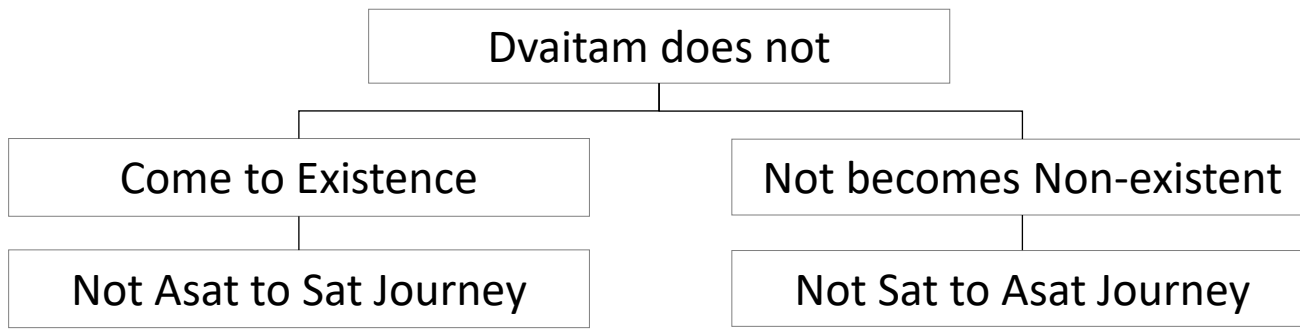 Dvaitam does not
Come to Existence
Not becomes Non-existent
Not Asat to Sat Journey
Not Sat to Asat Journey